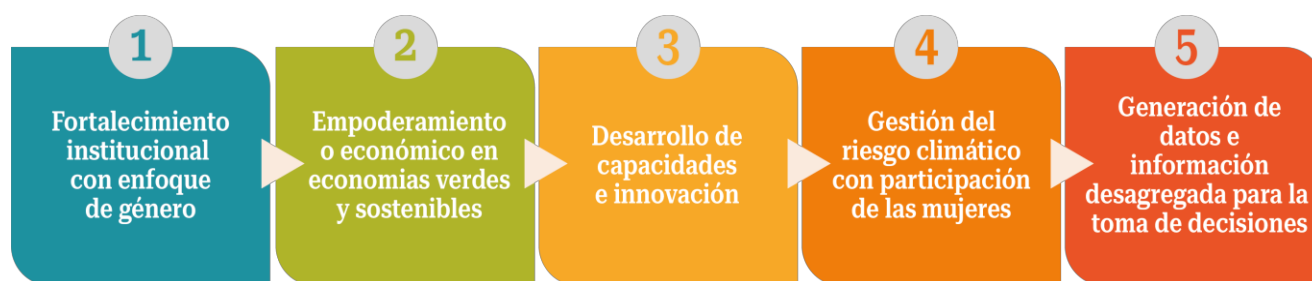 1
Fortalecimiento
institucional
con enfoque
de género
2
Empoderamiento
o económico en
economias verdes
y sostenibles
3
Desarrollo de
capacidades
e innovación
4
Gestión del
riesgo climático
con participación
de las mujeres
5
Generación de
datos e
información
desagregada para la
toma de decisiones